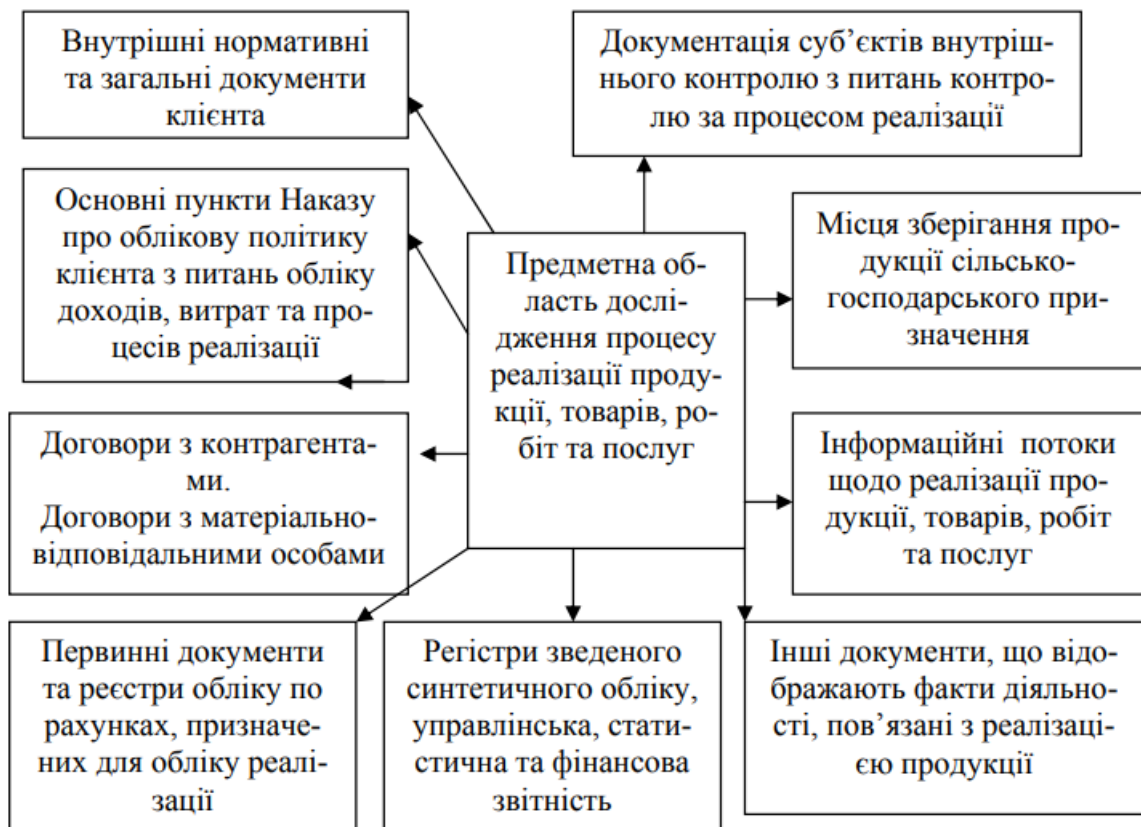 Внутрішні нормативні
та загальні документи
клієнта
Документація суб’єктів внутріш-
нього контролю з питань контро-
лю за процесом реалізації
Основні пункти Наказу
про облікову політику
клієнта з питань обліку
доходів, витрат та про-
цесів реалізації
Предметна об-
ласть дослі-
дження процесу
реалізації проду-
кції, товарів, ро-
біт та послуг
Місця зберігання про-
дукції сільсько-
господарського при-
значення
Договори з контрагента-
ми.
Договори з матеріально-
відповідальними особами
Інформаційні потоки
щодо реалізації про-
дукції, товарів, робіт
та послуг
Первинні документи
та реєстри обліку по
рахунках, призначе-
них для обліку реалі-
зації
Регістри зведеного
синтетичного обліку,
управлінська, стати-
стична та фінансова
звітність
Інші документи, що відо-
бражають факти діяльно-
сті, пов’язані з реалізаці-
єю продукції